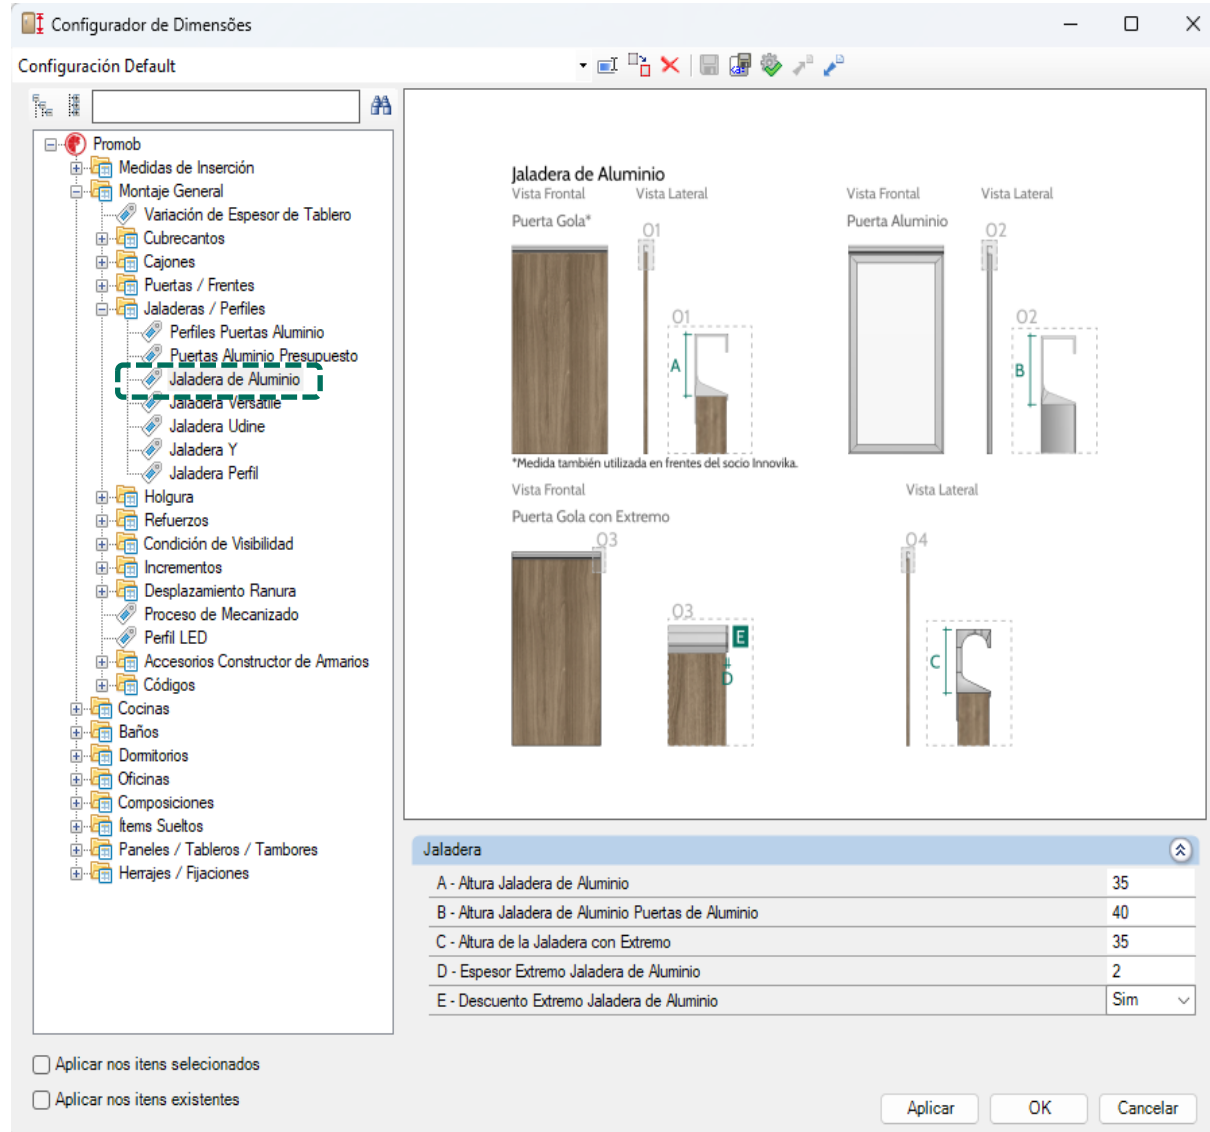 Configurador de Dimensões
Configuración Default
Promob
Medidas de Inserción
Montaje General
Variación de Espesor de Tablero
Cubrecantos
Cajones
Puertas / Frentes
Jaladeras / Perfiles
Perfiles Puertas Aluminio
Puertas Aluminio Presupuesto
Jaladera de Aluminio
Jaladera Versatile
Jaladera Udine
Jaladera Y
Jaladera Perfil
Holgura
Refuerzos
Condición de Visibilidad
Incrementos
Desplazamiento Ranura
Proceso de Mecanizado
Perfil LED
Accesorios Constructor de Armarios
Códigos
Cocinas
Baños
Dormitorios
Oficinas
Composiciones
Ítems Sueltos
Paneles / Tableros / Tambores
Herrajes / Fijaciones
Jaladera de Aluminio
Vista Frontal Vista Lateral Vista Frontal Vista Lateral
Puerta Gola* 01 Puerta Aluminio 02
01 02
A B
*Medida también utilizada en frentes del socio Innovika.
Vista Frontal Vista Lateral
Puerta Gola con Extremo
03 04
03
E
C
D
Jaladera
A - Altura Jaladera de Aluminio 35
B - Altura Jaladera de Aluminio Puertas de Aluminio 40
C - Altura de la Jaladera con Extremo 35
D - Espesor Extremo Jaladera de Aluminio 2
E - Descuento Extremo Jaladera de Aluminio Sim
Aplicar nos itens selecionados
Aplicar nos itens existentes
Aplicar OK Cancelar